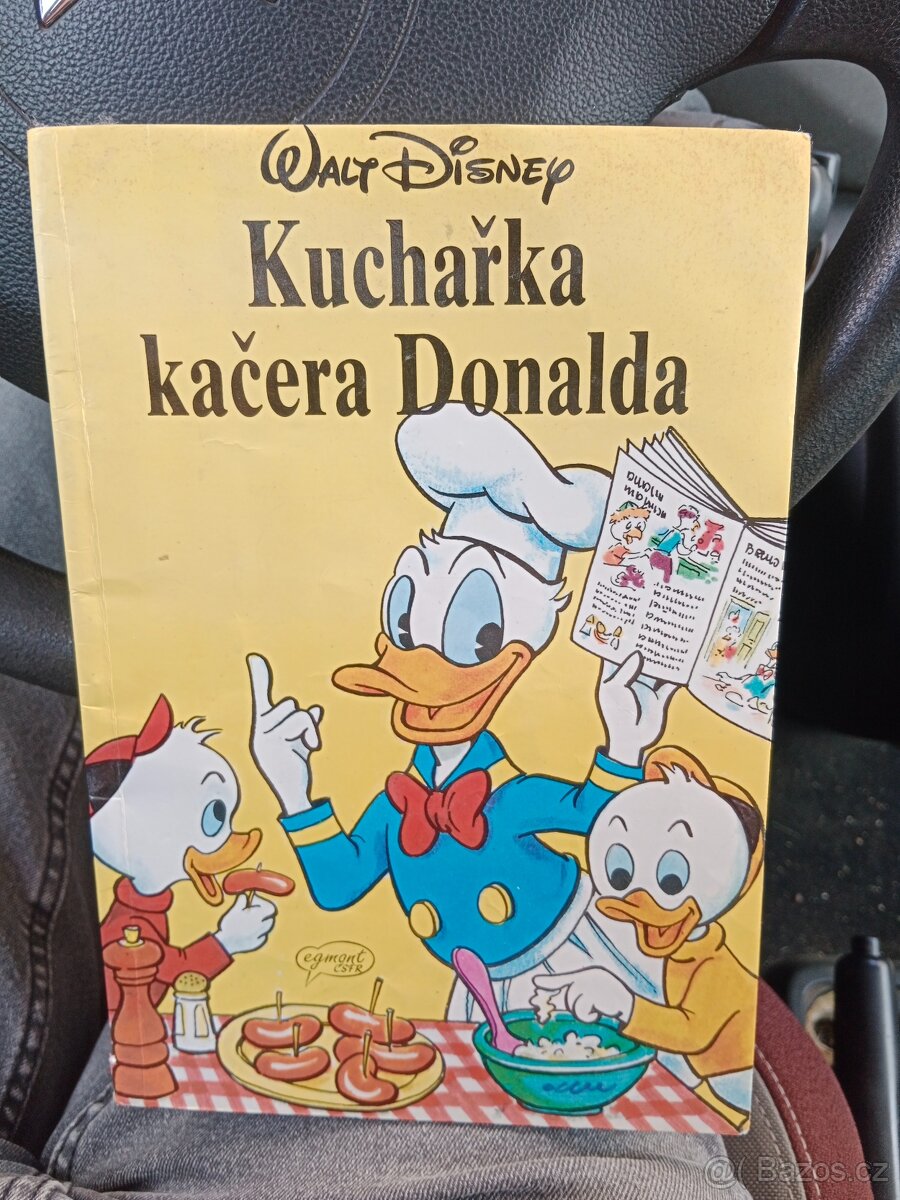 WALT DISNEY
Kuchařka
kačera Donalda
egmont
ČSFR
Bazos.cz